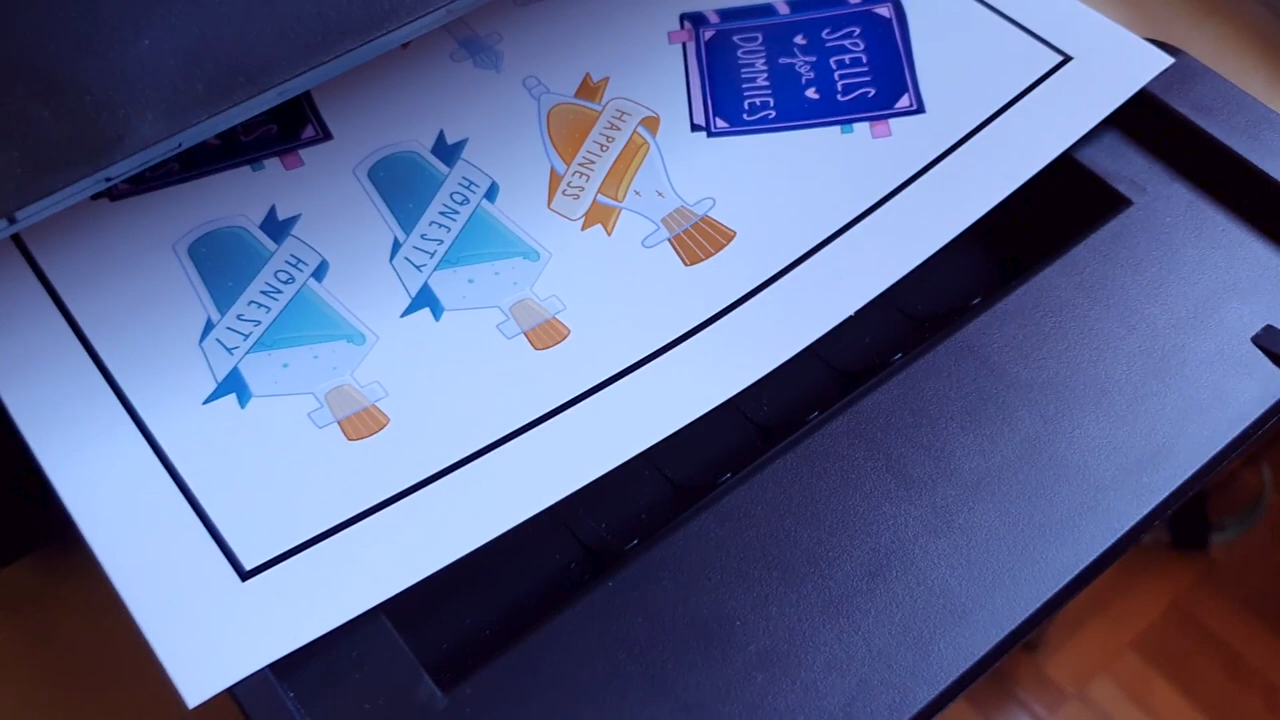 SPELLS
for
DUMMIES
HAPPINESS
HONESTY
HONESTY